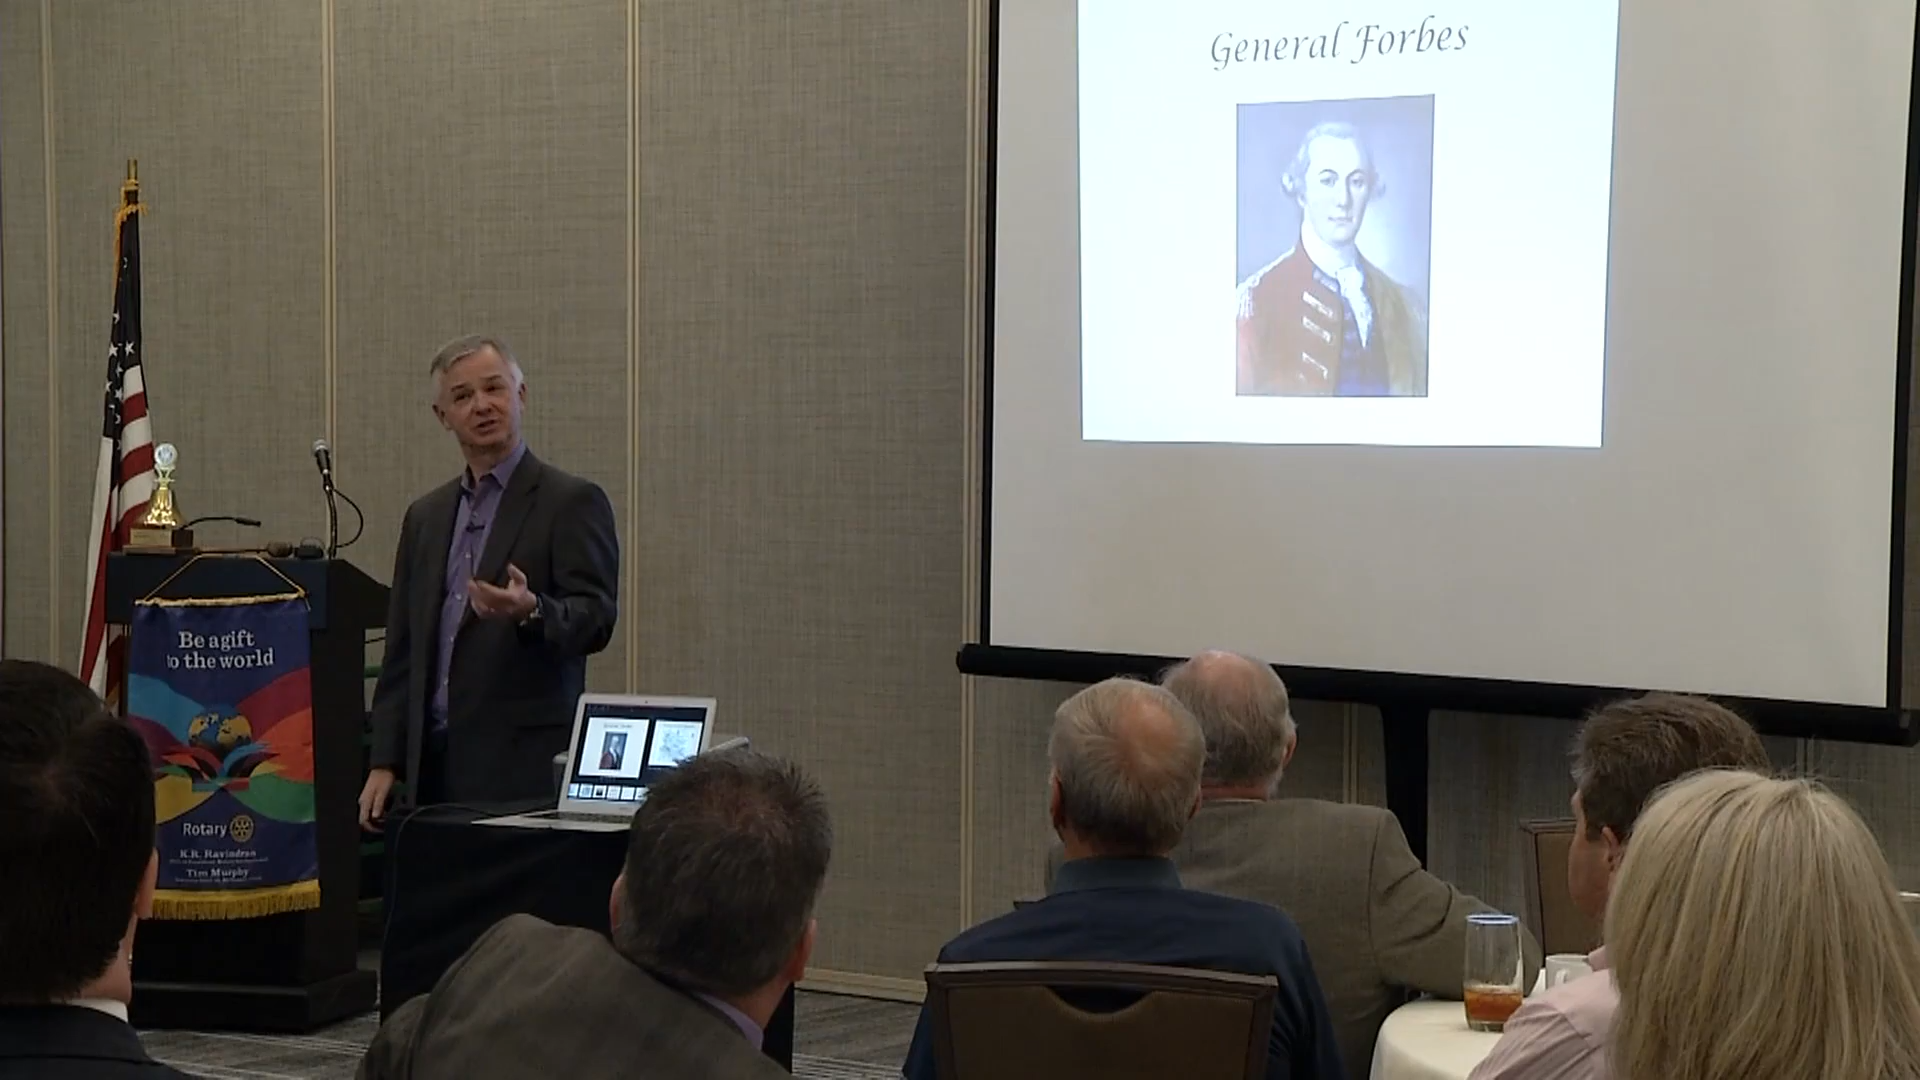 General Forbes
Be a gift
to the world
Rotary
K.R. Ravindran
Tim Murphy